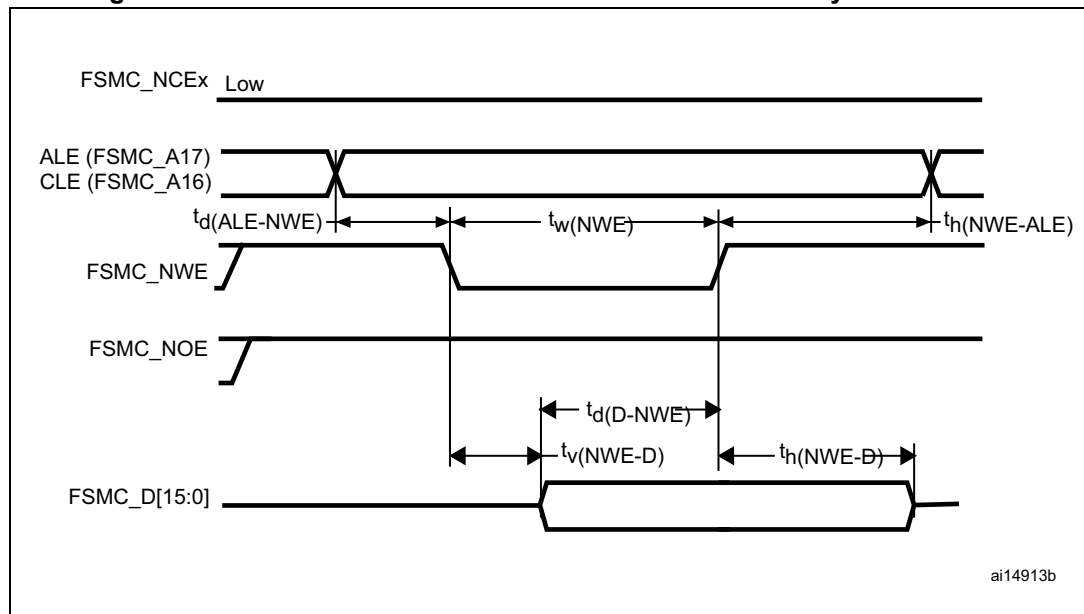 FSMC_NCEx Low
ALE (FSMC_A17)
CLE (FSMC_A16)
td(ALE-NWE) tw(NWE) th(NWE-ALE)
FSMC_NWE
FSMC_NOE
td(D-NWE)
tv(NWE-D) th(NWE-D)
FSMC_D[15:0]
ai14913b